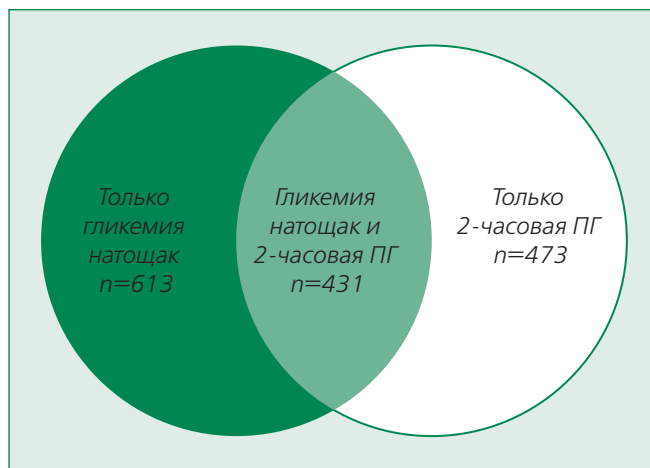 Только
гликемия
натощак
n=613
Гликемия
натощак и
2-часовая ПГ
n=431
Только
2-часовая ПГ
n=473